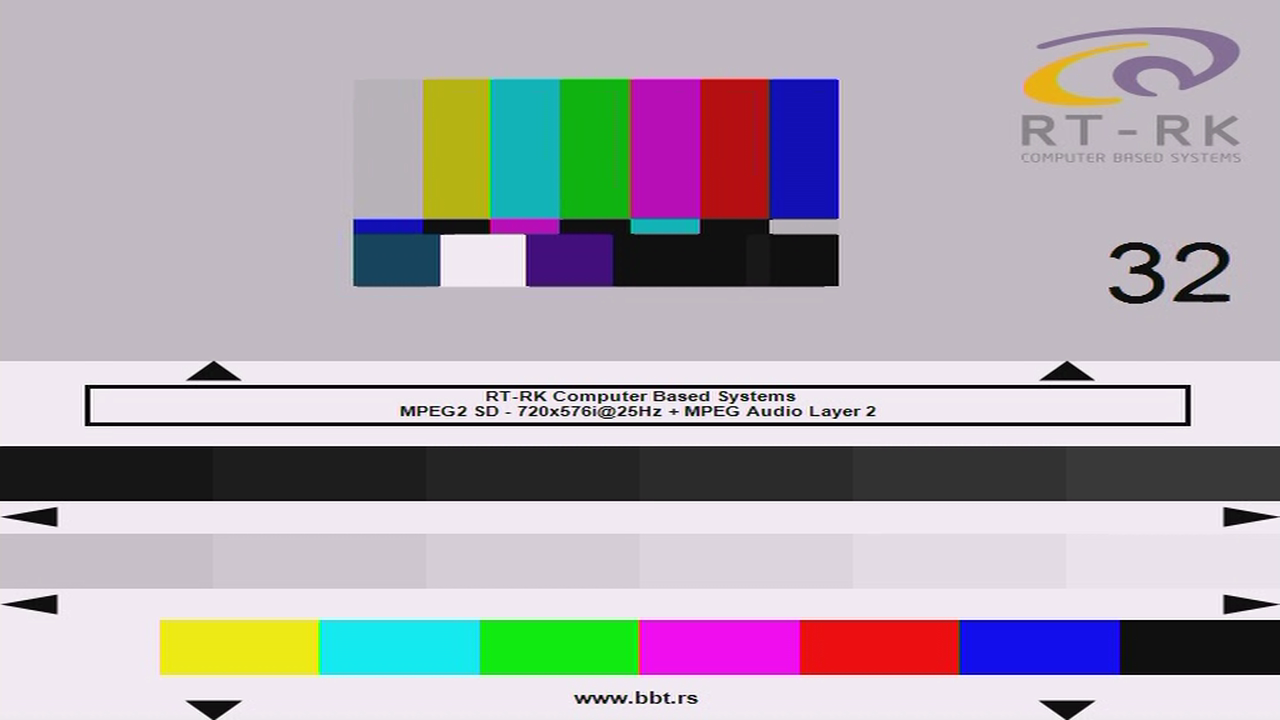 RT-RK
COMPUTER BASED SYSTEMS
32
RT-RK Computer Based Systems
MPEG2 SD - 720x576i@25Hz + MPEG Audio Layer 2
www.bbt.rs